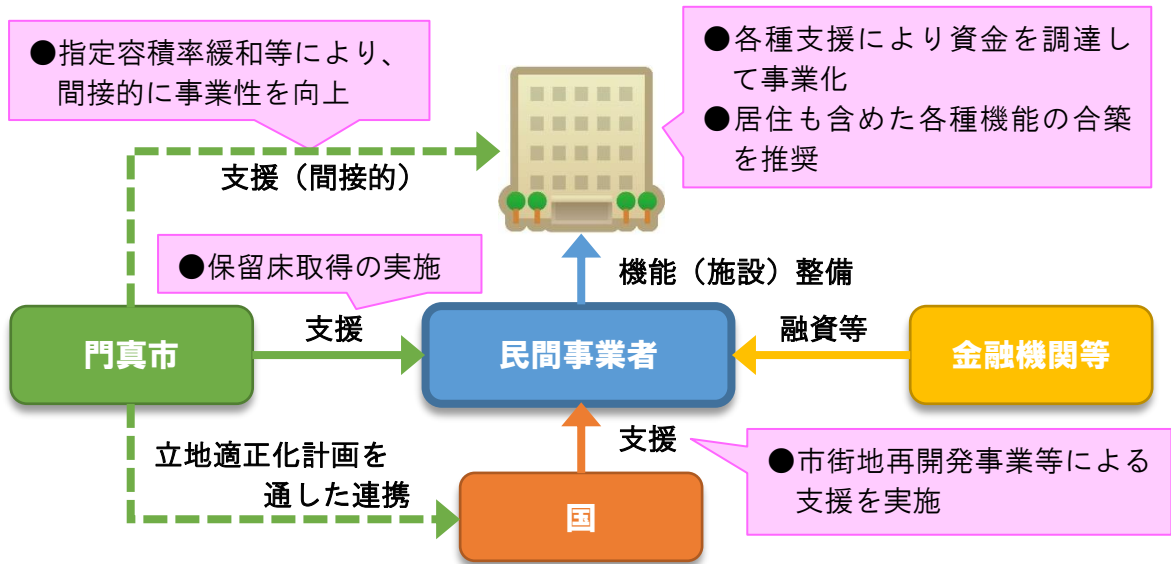 ●指定容積率緩和等により、
間接的に事業性を向上
●各種支援により資金を調達し
て事業化
●居住も含めた各種機能の合築
を推奨
支援（間接的）
●保留床取得の実施
機能（施設）整備
門真市
支援
民間事業者
融資等
金融機関等
立地適正化計画を
通した連携
支援
●市街地再開発事業等による
支援を実施
国